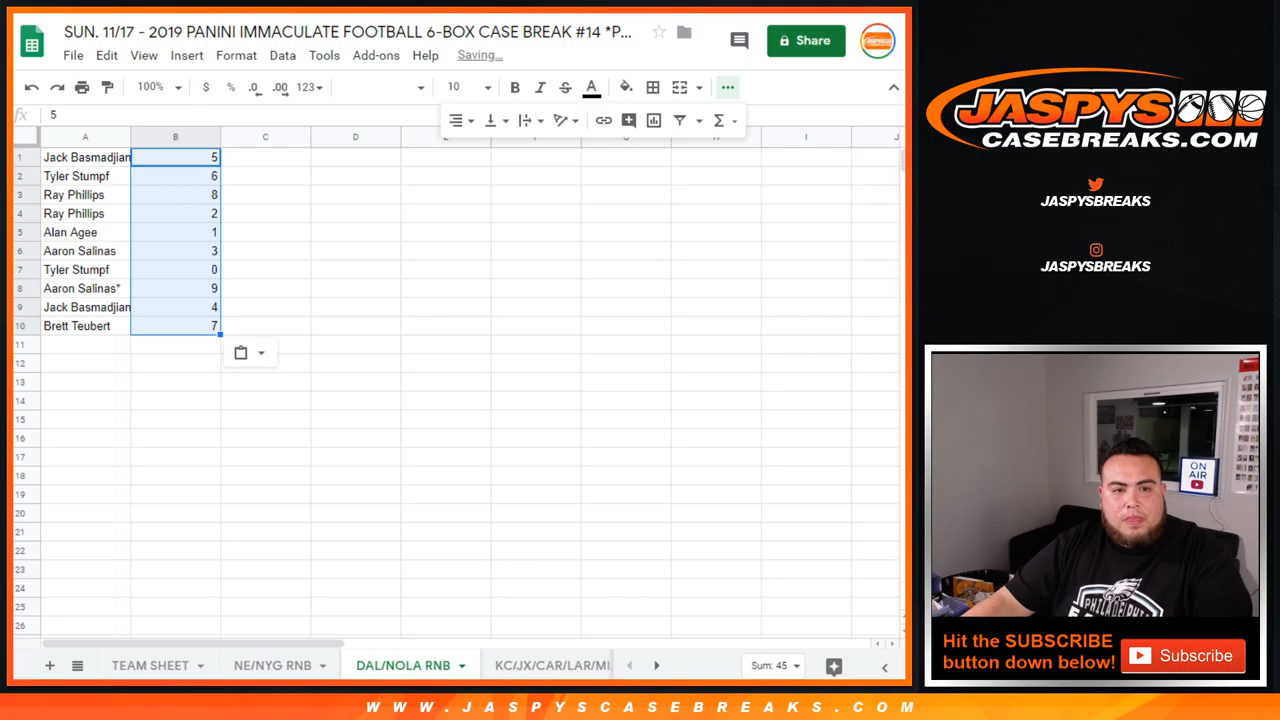 SUN. 11/17 - 2019 PANINI IMMACULATE FOOTBALL 6-BOX CASE BREAK #14 *P...
File Edit View Insert Format Data Tools Add-ons Help Saving...
Share
100% $ % .0 .00 123 10 B I S A
fx 5
A B C D I
1 Jack Basmadjian 5
2 Tyler Stumpf 6
3 Ray Phillips 8
4 Ray Phillips 2
5 Alan Agee 1
6 Aaron Salinas 3
7 Tyler Stumpf 0
8 Aaron Salinas* 9
9 Jack Basmadjian 4
10 Brett Teubert 7
11
12
13
14
15
16
17
18
19
20
21
22
23
24
25
26
TEAM SHEET NE/NYG RNB DAL/NOLA RNB KC/JX/CAR/LAR/MI Sum: 45
JASPYS
CASEBREAKS.COM
JASPYSBREAKS
JASPYSBREAKS
ON
AIR
PHILADELPHIA
Hit the SUBSCRIBE
button down below!
Subscribe
WWW.JASPYSCASEBREAKS.COM